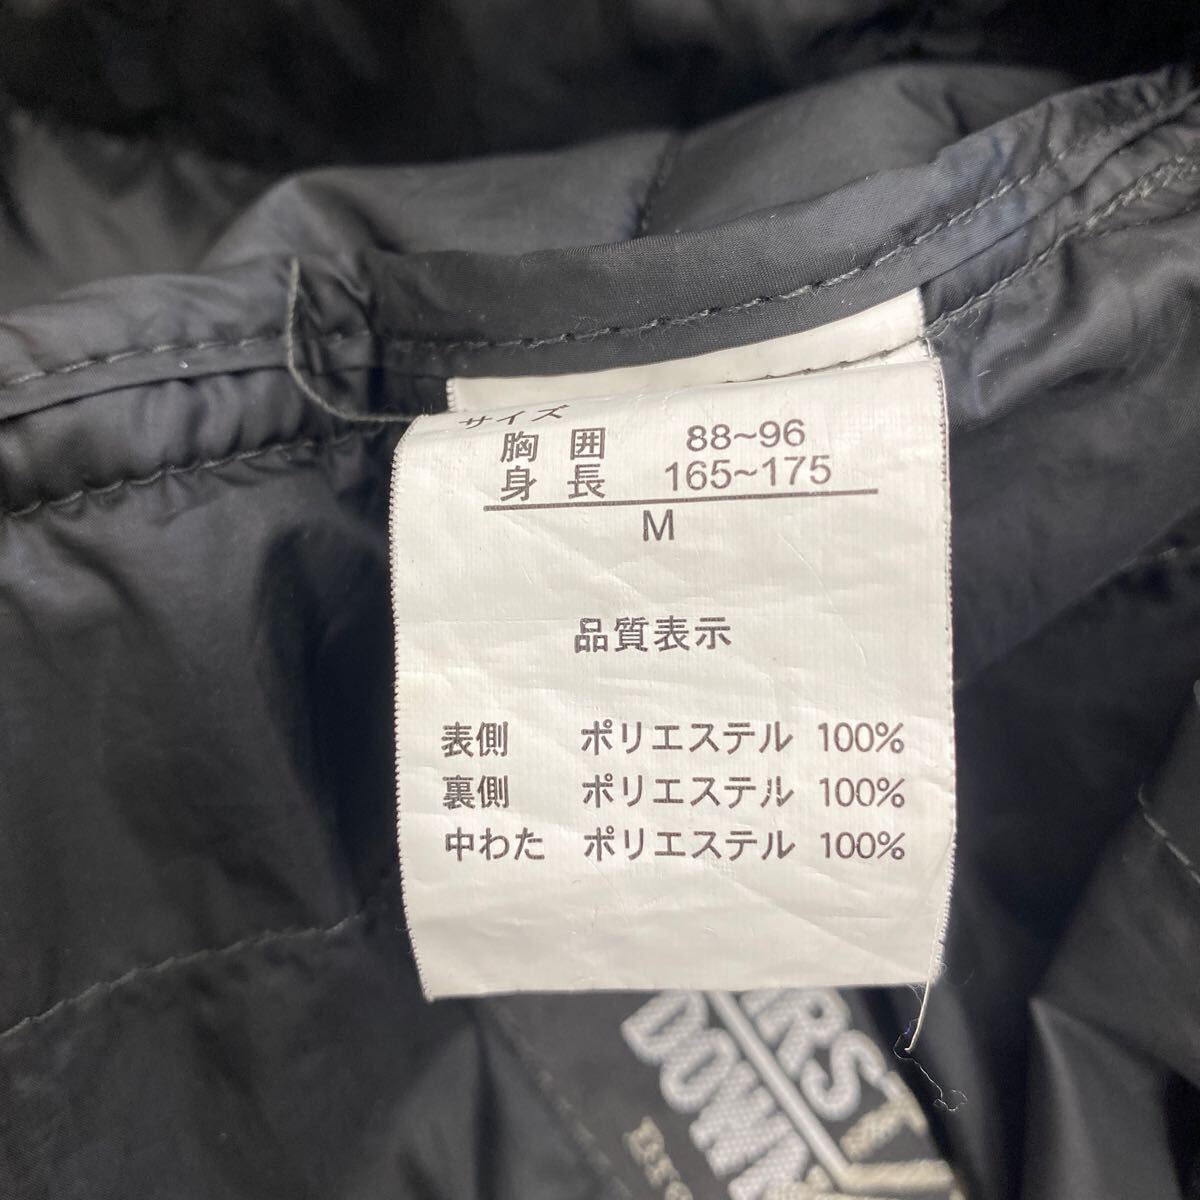 サイズ
胸囲 88~96
身長 165~175
M
品質表示
表側 ポリエステル 100%
裏側 ポリエステル 100%
中わた ポリエステル 100%
DOWN